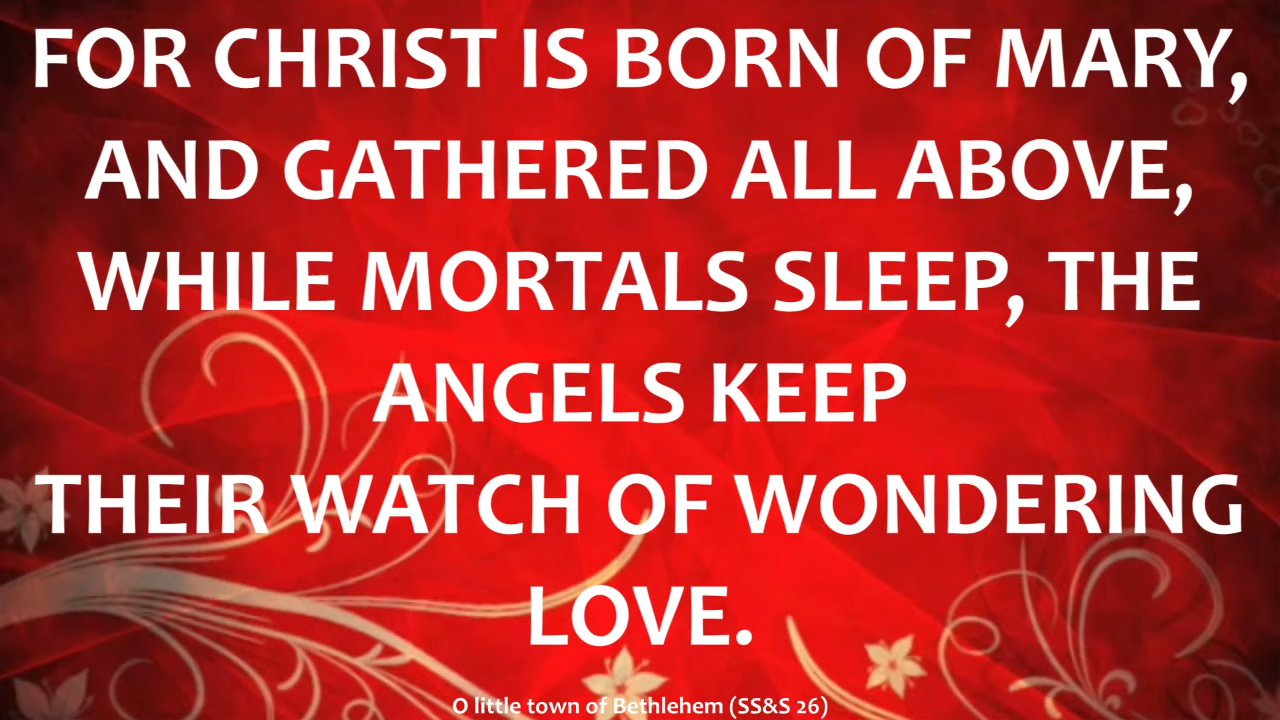 FOR CHRIST IS BORN OF MARY,
AND GATHERED ALL ABOVE,
WHILE MORTALS SLEEP, THE
ANGELS KEEP
THEIR WATCH OF WONDERING
LOVE.
O little town of Bethlehem (SS&S 26)